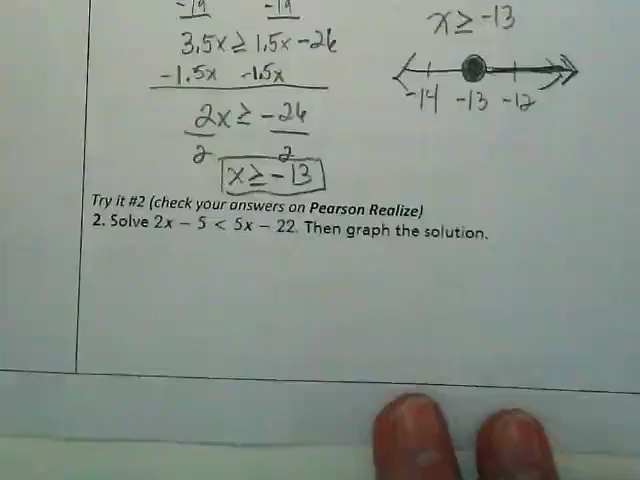 -19 -19
3.5x ≥ 1.5x -26
-1.5x -1.5x
2x ≥ -26
2 2
x ≥ -13
x ≥ -13
-14 -13 -12
Try it #2 (check your answers on Pearson Realize)
2. Solve 2x – 5 < 5x – 22. Then graph the solution.